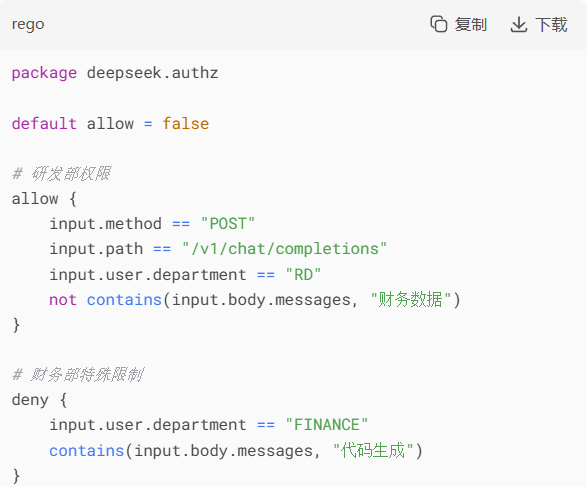 rego
复制
下载
package deepseek.authz
default allow = false
# 研发部权限
allow {
    input.method == "POST"
    input.path == "/v1/chat/completions"
    input.user.department == "RD"
    not contains(input.body.messages, "财务数据")
}
# 财务部特殊限制
deny {
    input.user.department == "FINANCE"
    contains(input.body.messages, "代码生成")
}